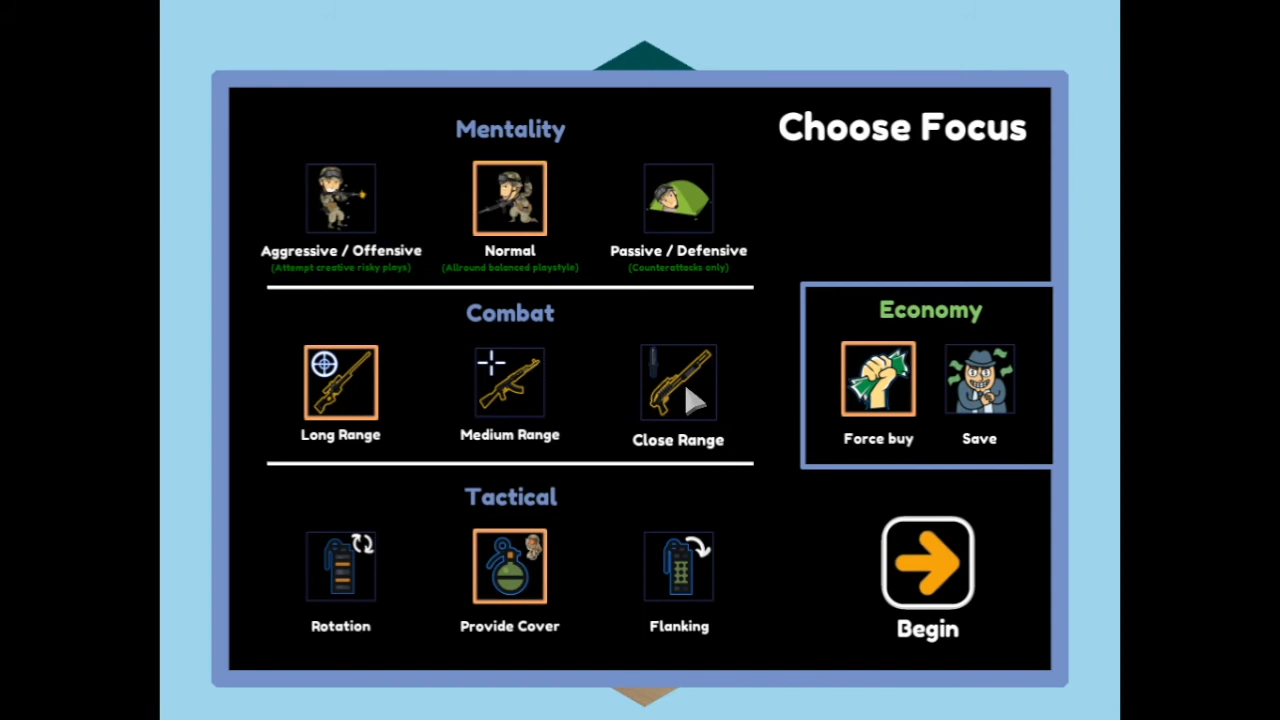 Choose Focus
Mentality
Aggressive / Offensive
(Attempt creative risky plays)
Normal
(Allround balanced playstyle)
Passive / Defensive
(Counterattacks only)
Combat
Long Range
Medium Range
Close Range
Economy
Force buy
Save
Tactical
Rotation
Provide Cover
Flanking
Begin